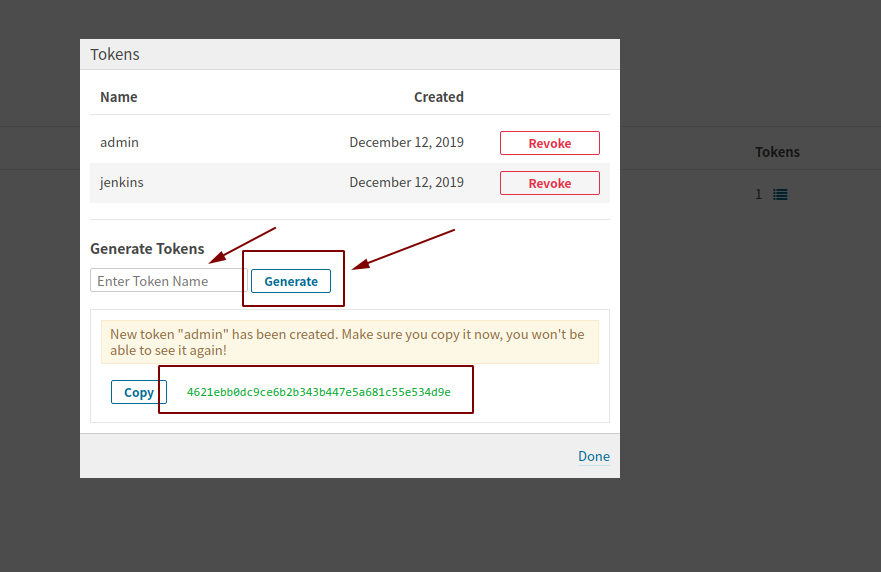 Tokens
Name Created
admin December 12, 2019 Revoke
jenkins December 12, 2019 Revoke
Tokens
1
Generate Tokens
Enter Token Name Generate
New token "admin" has been created. Make sure you copy it now, you won't be
able to see it again!
Copy 4621ebb0dc9ce6b2b343b447e5a681c55e534d9e
Done